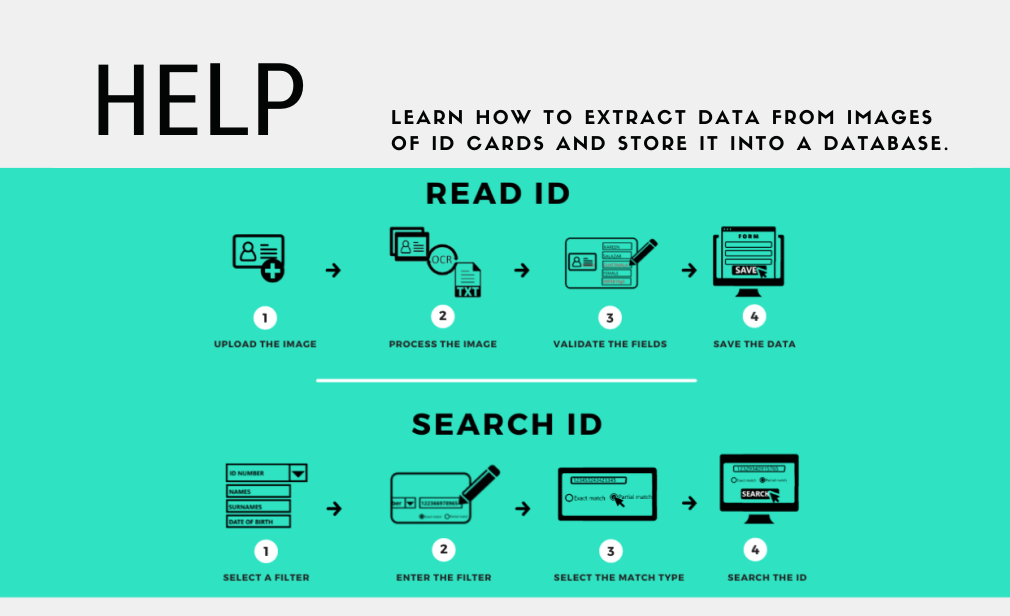 HELP
LEARN HOW TO EXTRACT DATA FROM IMAGES
OF ID CARDS AND STORE IT INTO A DATABASE.
READ ID
OCR
TXT
FORM
SAVE
1
2
3
4
UPLOAD THE IMAGE
PROCESS THE IMAGE
VALIDATE THE FIELDS
SAVE THE DATA
SEARCH ID
ID NUMBER
NAMES
SURNAMES
DATE OF BIRTH
Exact match
Partial match
SEARCH
1
2
3
4
SELECT A FILTER
ENTER THE FILTER
SELECT THE MATCH TYPE
SEARCH THE ID